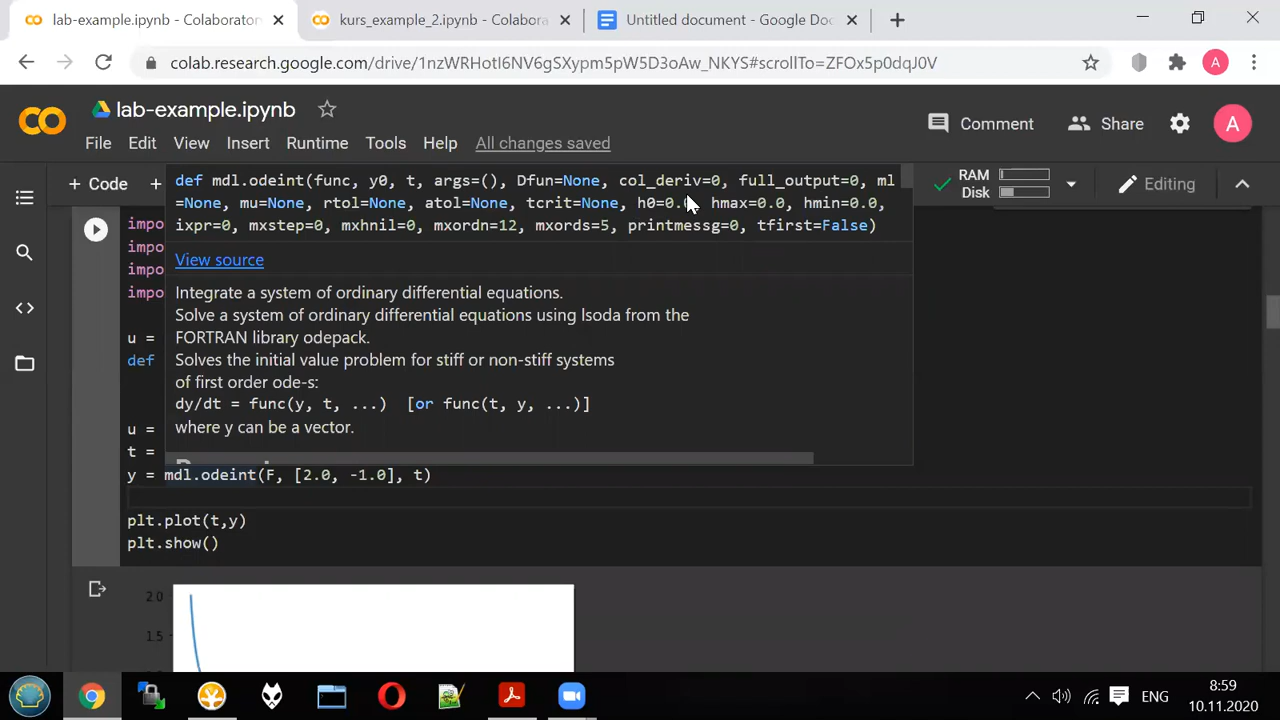 lab-example.ipynb - Colaborator
kurs_example_2.ipynb - Colabora
Untitled document - Google Doc
colab.research.google.com/drive/1nzWRHotI6NV6gSXypm5pW5D3oAw_NKYS#scrollTo=ZFOx5p0dqJ0V
A
CO
lab-example.ipynb
Comment
Share
A
File Edit View Insert Runtime Tools Help All changes saved
+ Code +
RAM
Disk
Editing
def mdl.odeint(func, y0, t, args=(), Dfun=None, col_deriv=0, full_output=0, ml
=None, mu=None, rtol=None, atol=None, tcrit=None, h0=0.0, hmax=0.0, hmin=0.0,
ixpr=0, mxstep=0, mxhnil=0, mxordn=12, mxords=5, printmessg=0, tfirst=False)
View source
Integrate a system of ordinary differential equations.
Solve a system of ordinary differential equations using lsoda from the
FORTRAN library odepack.
Solves the initial value problem for stiff or non-stiff systems
of first order ode-s:
dy/dt = func(y, t, ...) [or func(t, y, ...)]
where y can be a vector.
impo
impo
impo
impo
u =
def
u =
t =
y = mdl.odeint(F, [2.0, -1.0], t)
plt.plot(t,y)
plt.show()
2.0
1.5
ENG
8:59
10.11.2020